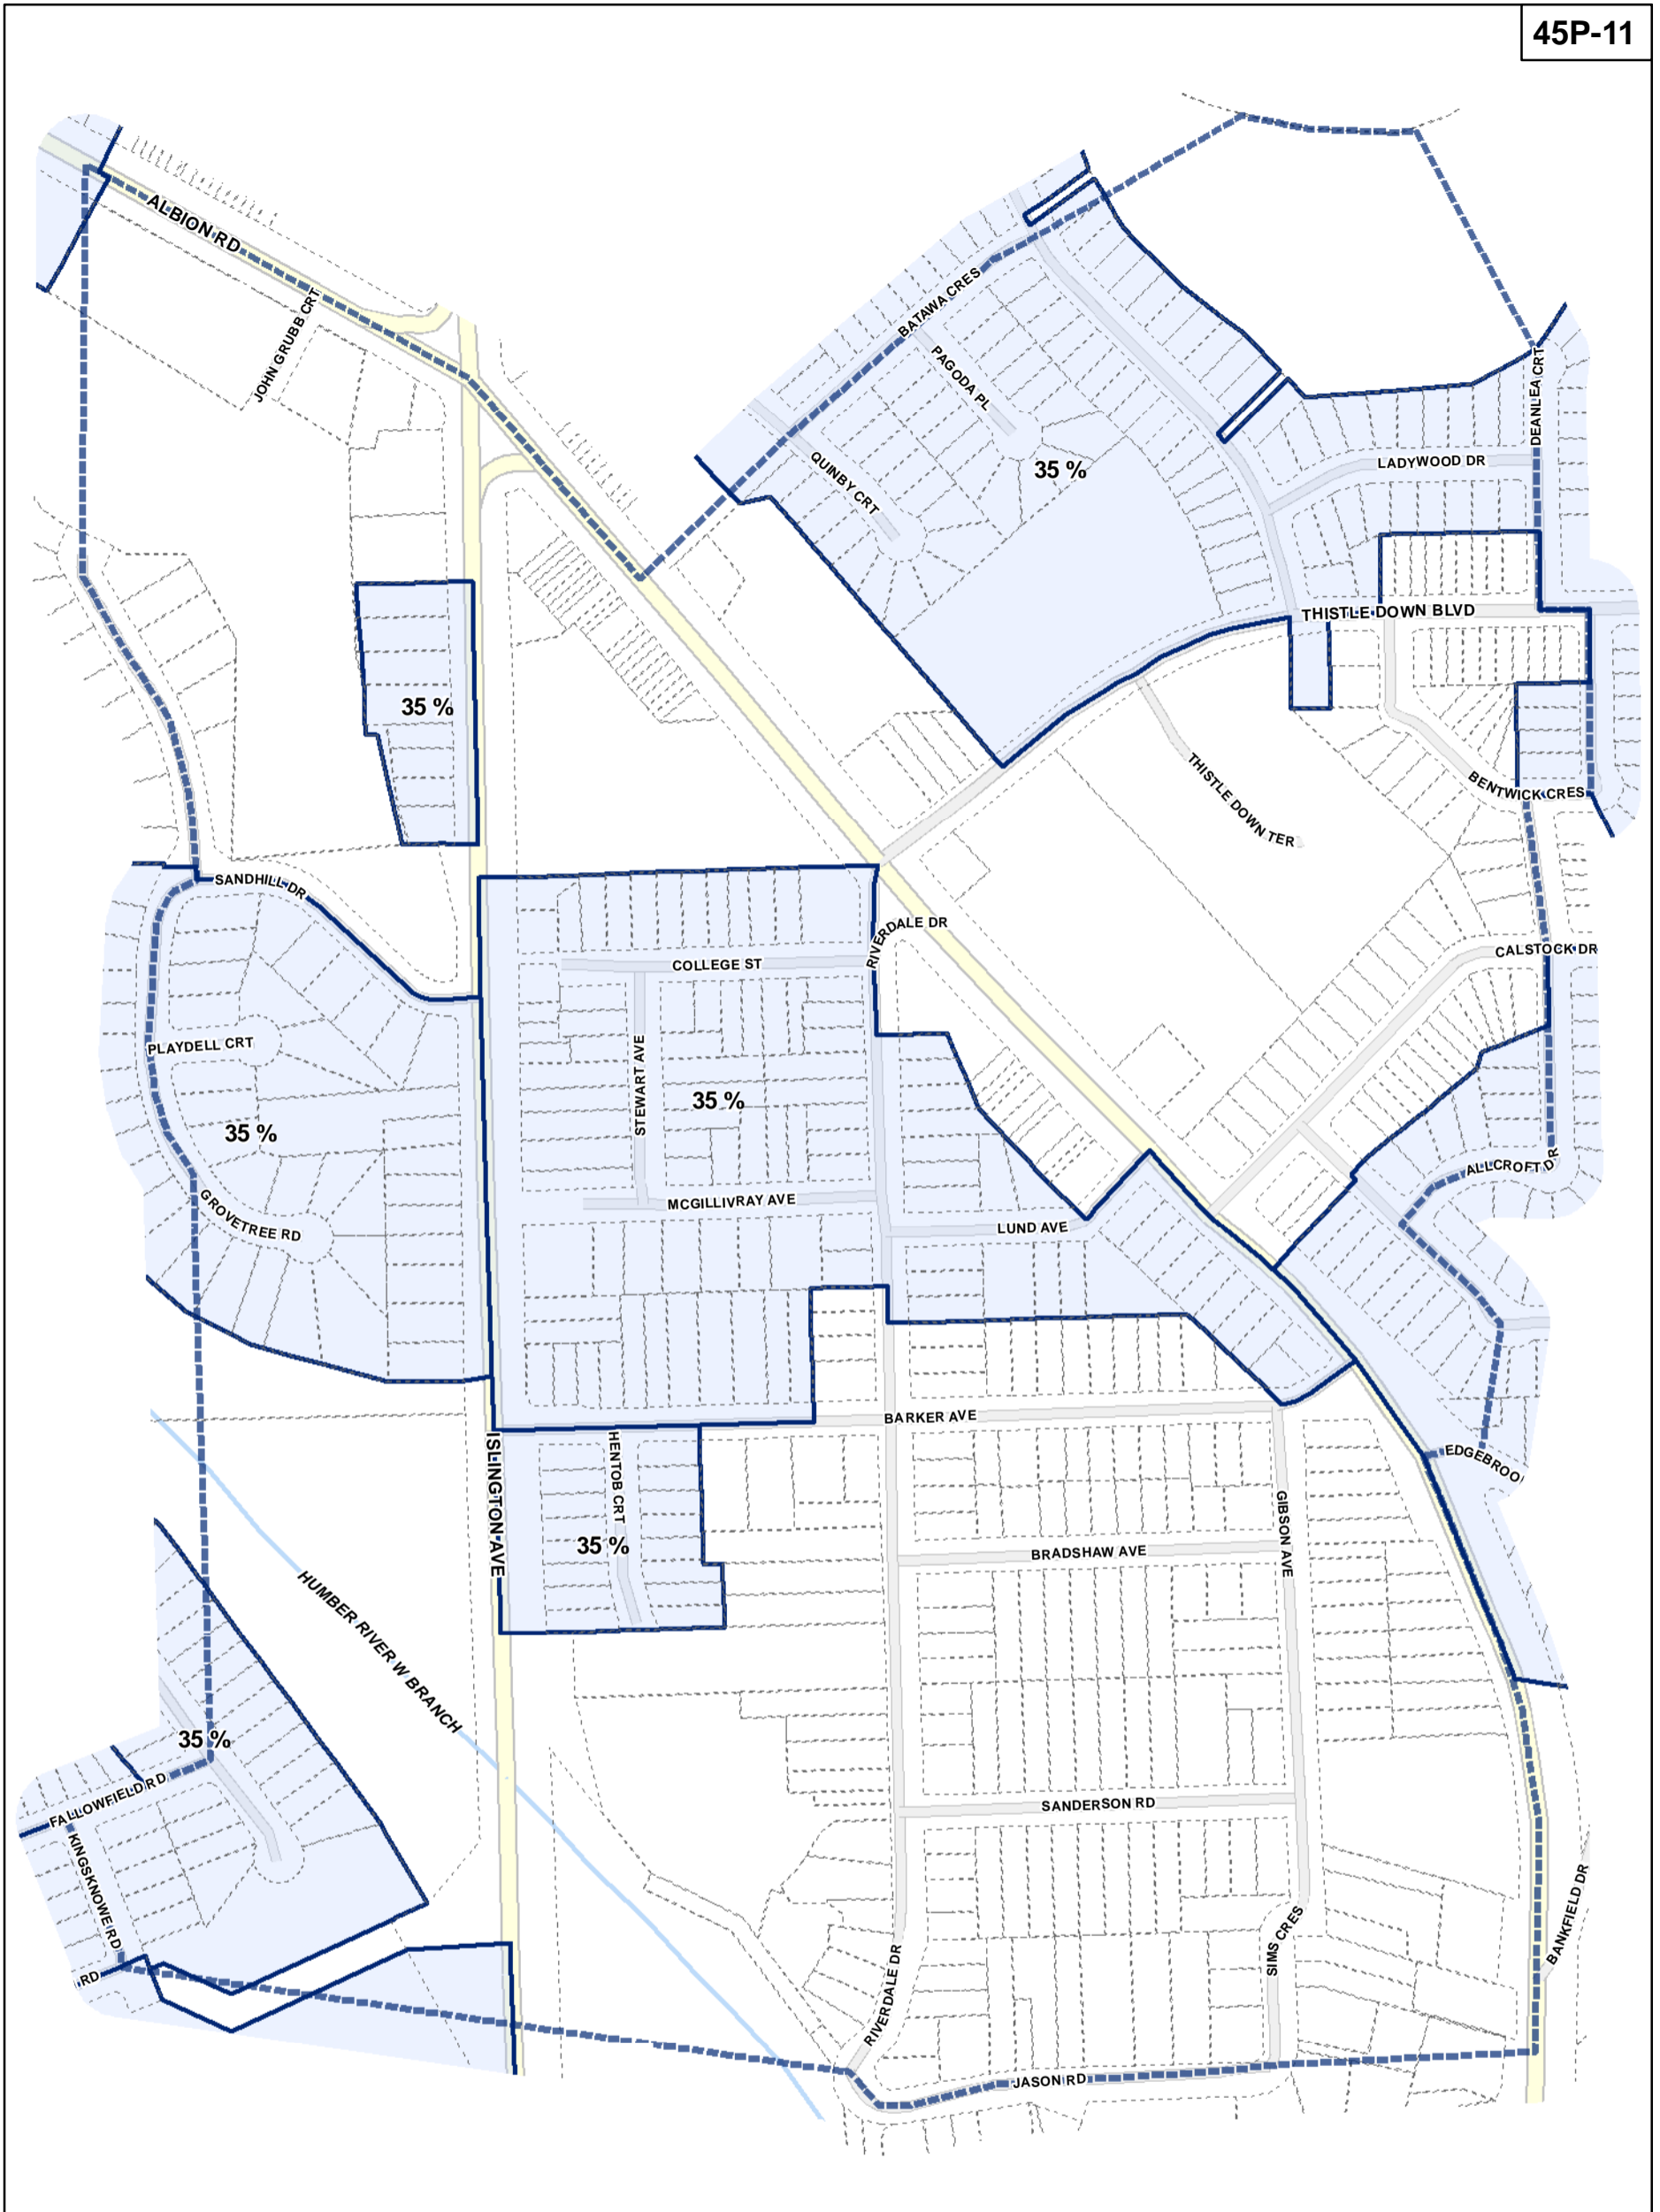 45P-11
ALBION RD
JOHN GRUBB CRT
BATAWA CRES
PAGODA PL
QUINBY CRT
35 %
DEANLEA CRT
LADYWOOD DR
THISTLE DOWN BLVD
35 %
THISTLE DOWN TER
BENTWICK CRES
SANDHILL DR
RIVERDALE DR
COLLEGE ST
CALSTOCK DR
PLAYDELL CRT
STEWART AVE
35 %
35 %
ALLCROFT DR
GROVETREE RD
MCGILLIVRAY AVE
LUND AVE
BARKER AVE
ISLINGTON AVE
HENTOB CRT
EDGEBROO
GIBSON AVE
35 %
BRADSHAW AVE
HUMBER RIVER W BRANCH
35 %
FALLOWFIELD RD
SANDERSON RD
KINGSKNOWE RD
RD
BANKFIELD DR
SIMS CRES
RIVERDALE DR
JASON RD